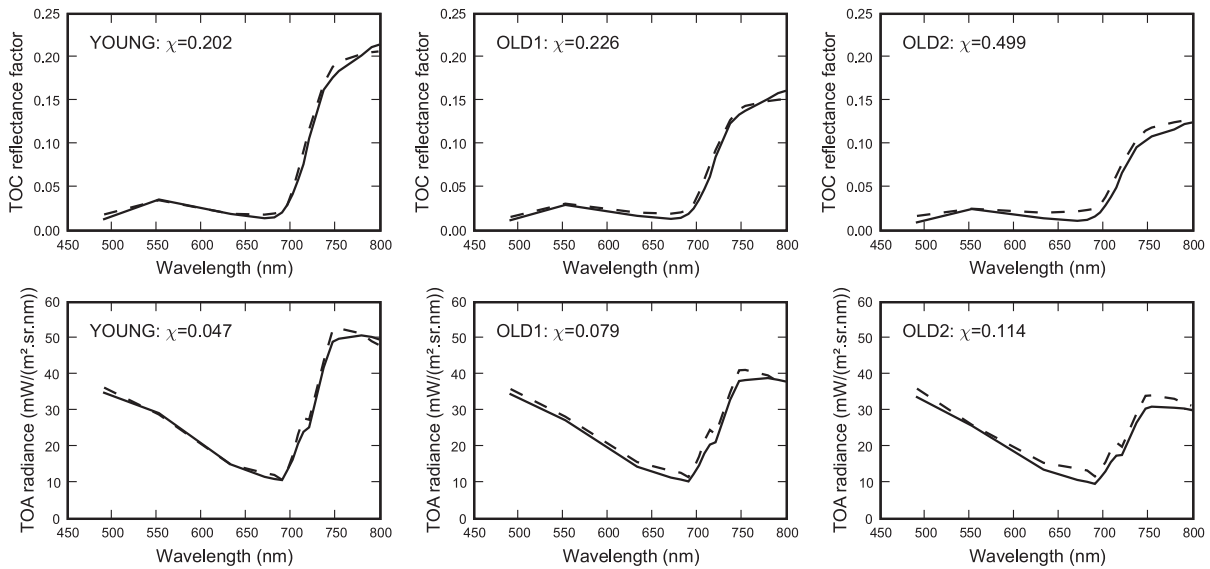 TOC reflectance factor
0.25
0.20
0.15
0.10
0.05
0.00
YOUNG: χ=0.202
450 500 550 600 650 700 750 800
Wavelength (nm)
TOC reflectance factor
0.25
0.20
0.15
0.10
0.05
0.00
OLD1: χ=0.226
450 500 550 600 650 700 750 800
Wavelength (nm)
TOC reflectance factor
0.25
0.20
0.15
0.10
0.05
0.00
OLD2: χ=0.499
450 500 550 600 650 700 750 800
Wavelength (nm)
TOA radiance (mW/(m².sr.nm))
60
50
40
30
20
10
0
YOUNG: χ=0.047
450 500 550 600 650 700 750 800
Wavelength (nm)
TOA radiance (mW/(m².sr.nm))
60
50
40
30
20
10
0
OLD1: χ=0.079
450 500 550 600 650 700 750 800
Wavelength (nm)
TOA radiance (mW/(m².sr.nm))
60
50
40
30
20
10
0
OLD2: χ=0.114
450 500 550 600 650 700 750 800
Wavelength (nm)